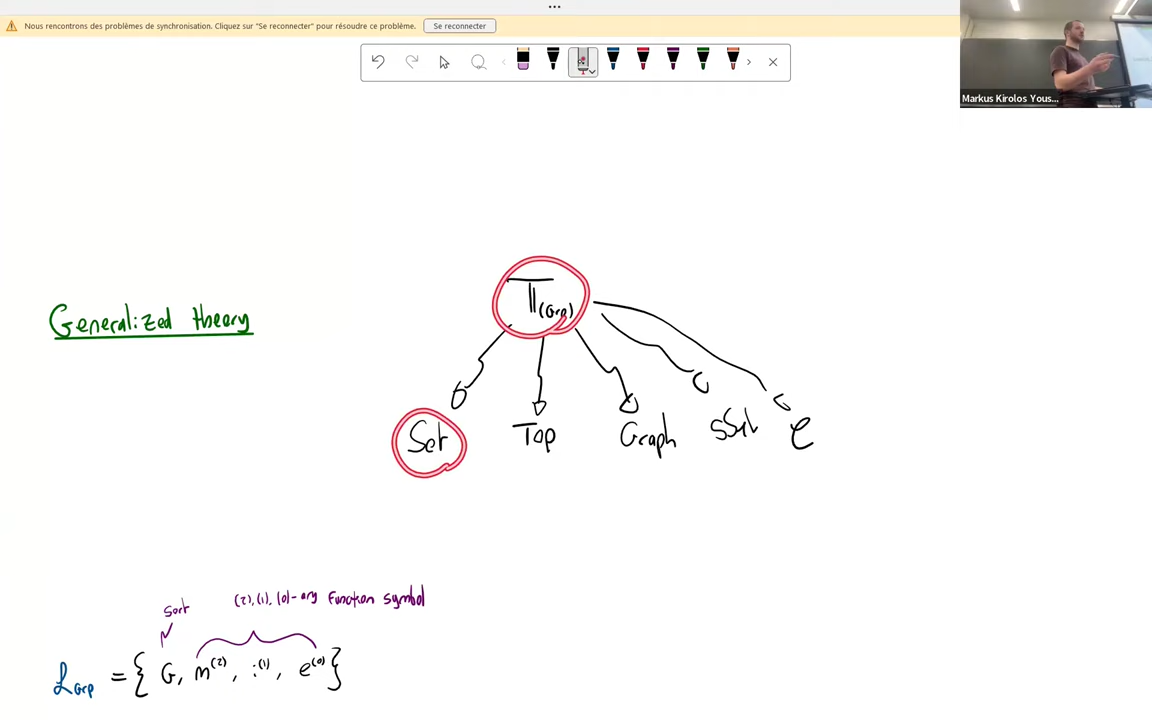 Nous rencontrons des problèmes de synchronisation. Cliquez sur "Se reconnecter" pour résoudre ce problème. Se reconnecter
Markus Kirolos Yous...
Generalized theory
𝕋(Grp)
Set Top Graph sSet C
sort (2),(1),(0)-ary function symbol
ℒGrp = { G, m⁽²⁾, i⁽¹⁾, e⁽⁰⁾ }